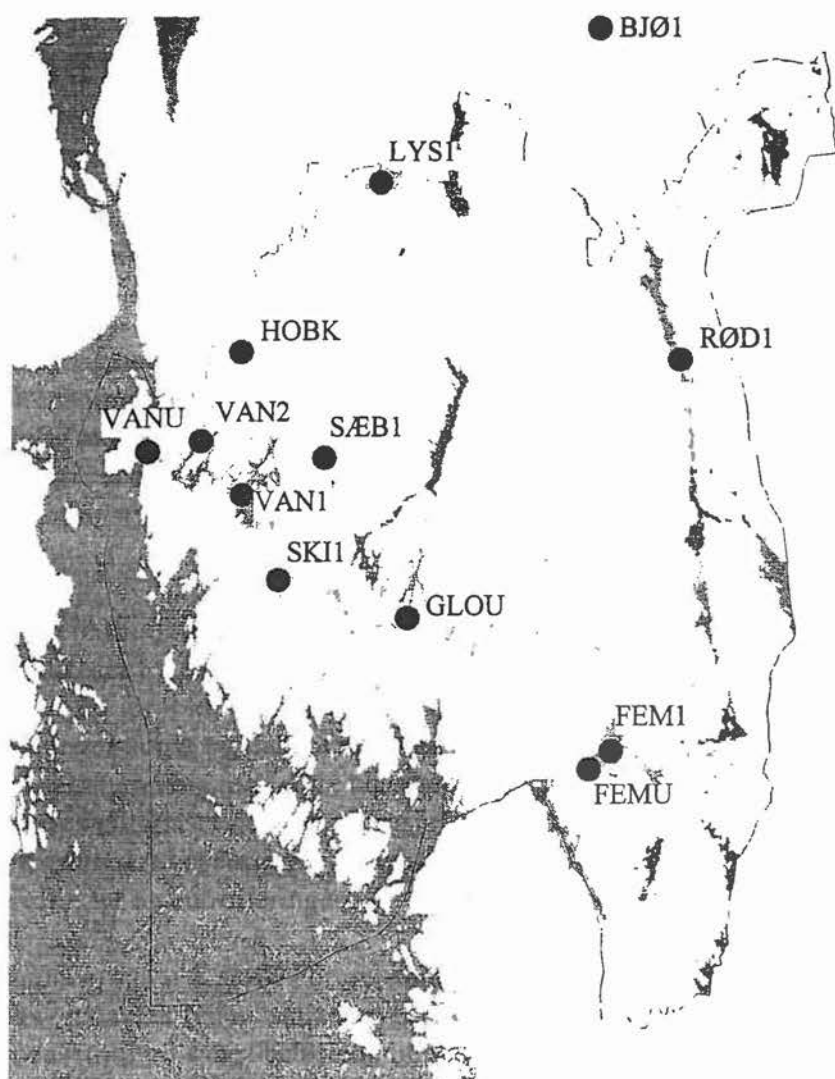 BJØ1
LYS1
HOBK
RØD1
VANU
VAN2
SÆB1
VAN1
SKI1
GLOU
FEM1
FEMU